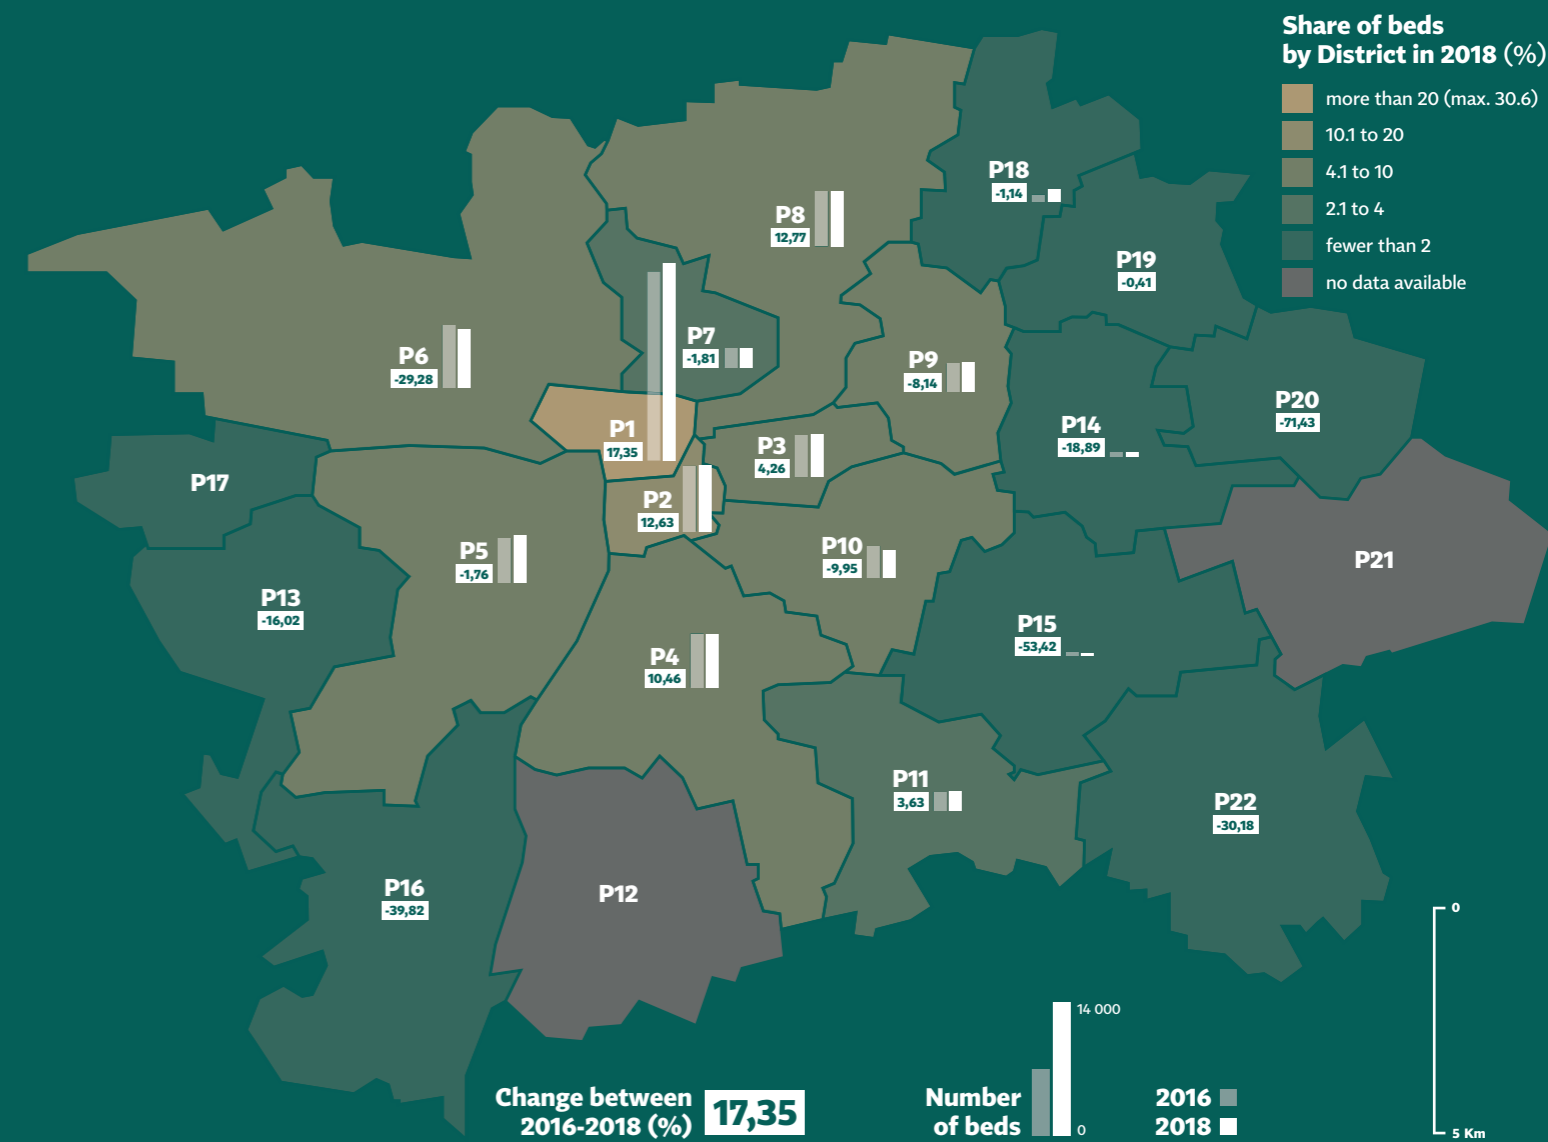 Share of beds
by District in 2018 (%)
more than 20 (max. 30.6)
10.1 to 20
4.1 to 10
2.1 to 4
fewer than 2
no data available
P18
-1,14
P8
12,77
P19
-0,41
P7
-1,81
P6
-29,28
P9
-8,14
P20
-71,43
P1
17,35
P14
-18,89
P3
4,26
P17
P2
12,63
P5
-1,76
P10
-9,95
P21
P13
-16,02
P15
-53,42
P4
10,46
P11
3,63
P22
-30,18
P16
-39,82
P12
Change between
2016-2018 (%)
17,35
Number
of beds
14 000
0
2016
2018
0
5 Km